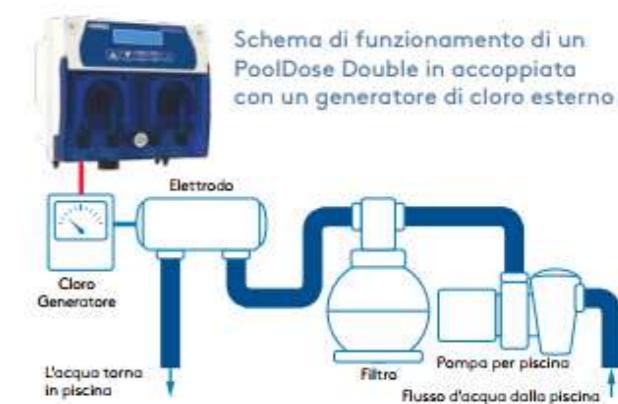 Schema di funzionamento di un
PoolDose Double in accoppiata
con un generatore di cloro esterno
Elettrodo
Cloro
Generatore
L'acqua torna
in piscina
Filtro
Pompa per piscina
Flusso d'acqua dalla piscina